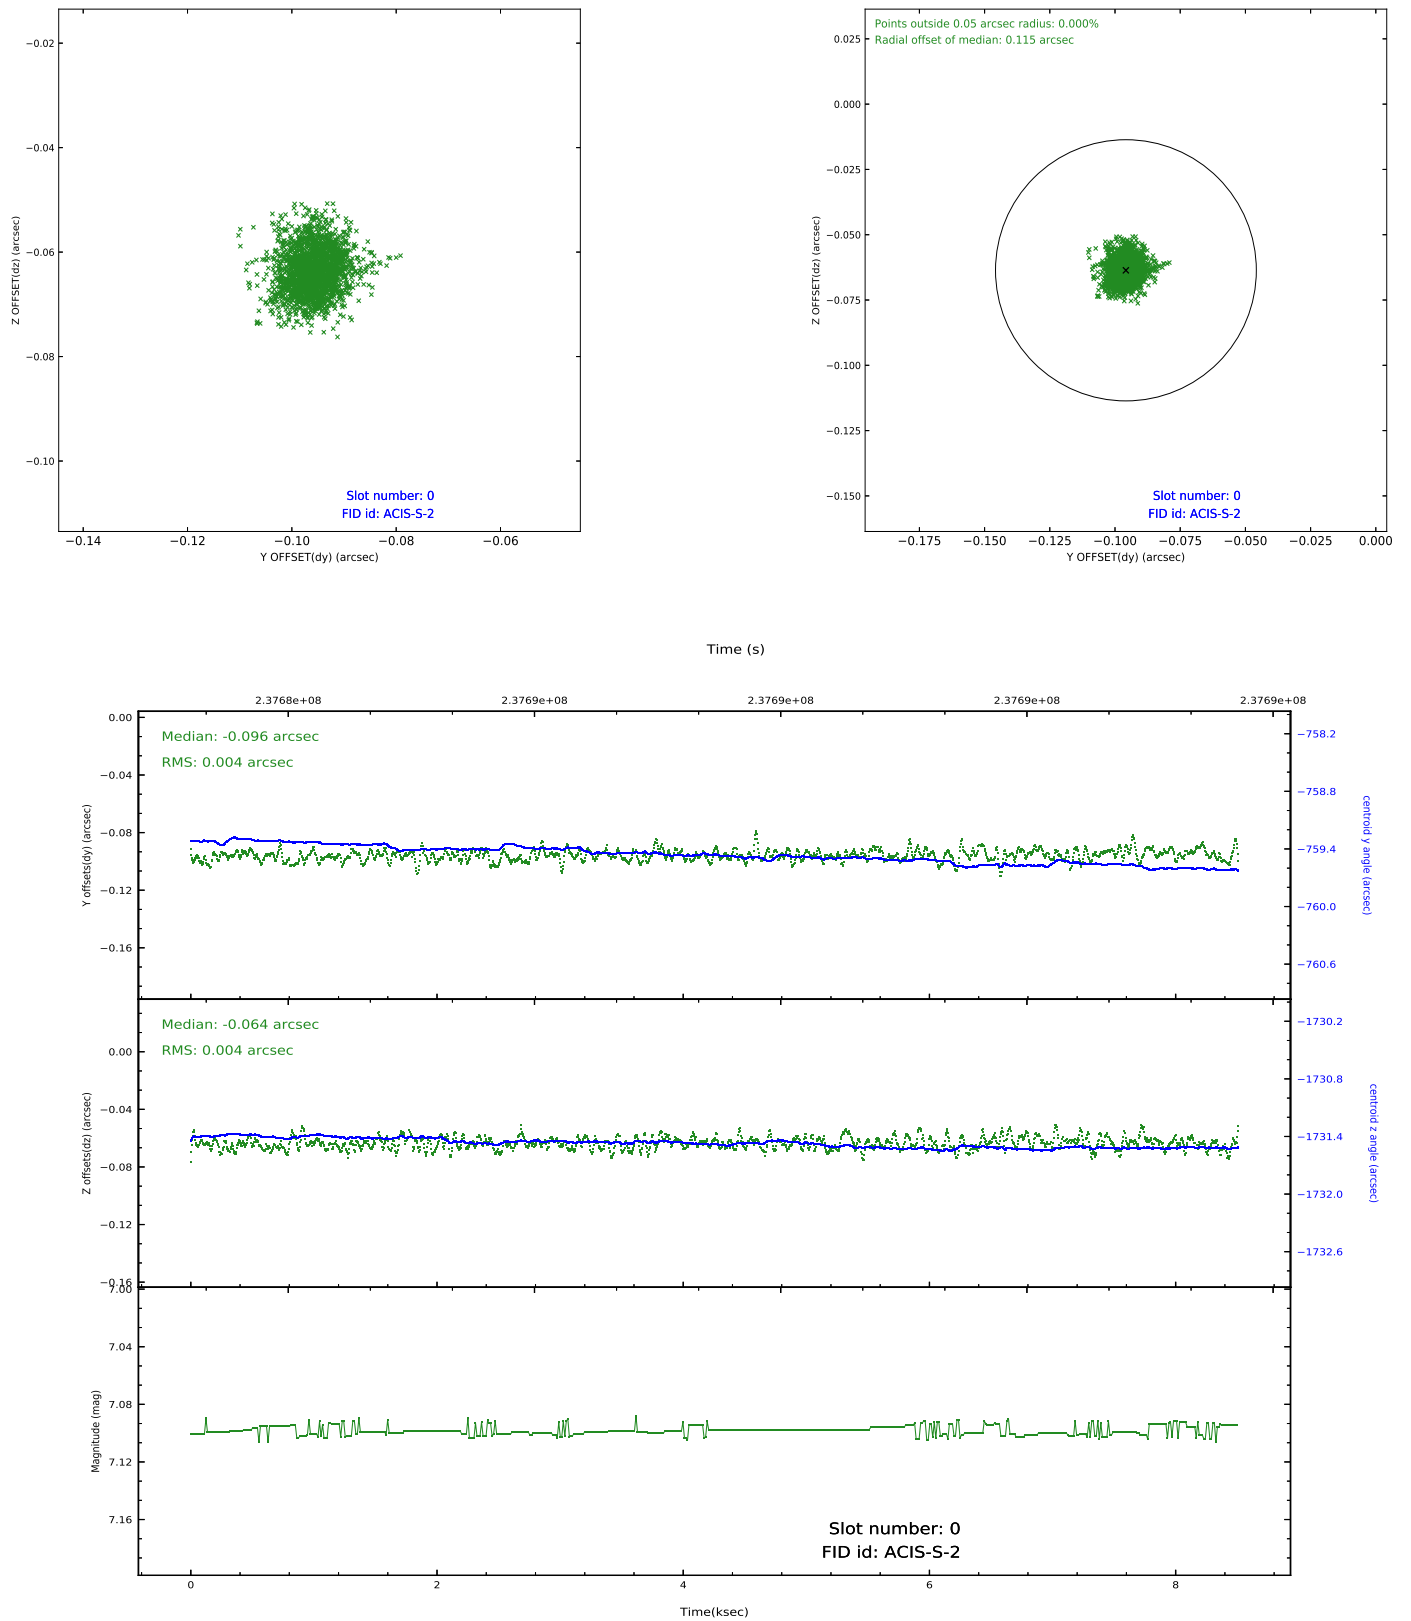 −0.02
−0.04
−0.06
−0.08
−0.10
Z OFFSET(dz) (arcsec)
Slot number: 0
FID id: ACIS-S-2
−0.14
−0.12
−0.10
−0.08
−0.06
Y OFFSET(dy) (arcsec)
Points outside 0.05 arcsec radius: 0.000%
Radial offset of median: 0.115 arcsec
0.025
0.000
−0.025
−0.050
−0.075
−0.100
−0.125
−0.150
Z OFFSET(dz) (arcsec)
Slot number: 0
FID id: ACIS-S-2
−0.175
−0.150
−0.125
−0.100
−0.075
−0.050
−0.025
0.000
Y OFFSET(dy) (arcsec)
Time (s)
2.3768e+08
2.3769e+08
2.3769e+08
2.3769e+08
2.3769e+08
Median: -0.096 arcsec
RMS: 0.004 arcsec
0.00
−0.04
−0.08
−0.12
−0.16
Y offsets(dy) (arcsec)
−758.2
−758.8
−759.4
−760.0
−760.6
centroid y angle (arcsec)
Median: -0.064 arcsec
RMS: 0.004 arcsec
0.00
−0.04
−0.08
−0.12
−0.16
Z offsets(dz) (arcsec)
−1730.2
−1730.8
−1731.4
−1732.0
−1732.6
centroid z angle (arcsec)
7.00
7.04
7.08
7.12
7.16
Magnitude (mag)
Slot number: 0
FID id: ACIS-S-2
0
2
4
6
8
Time(ksec)